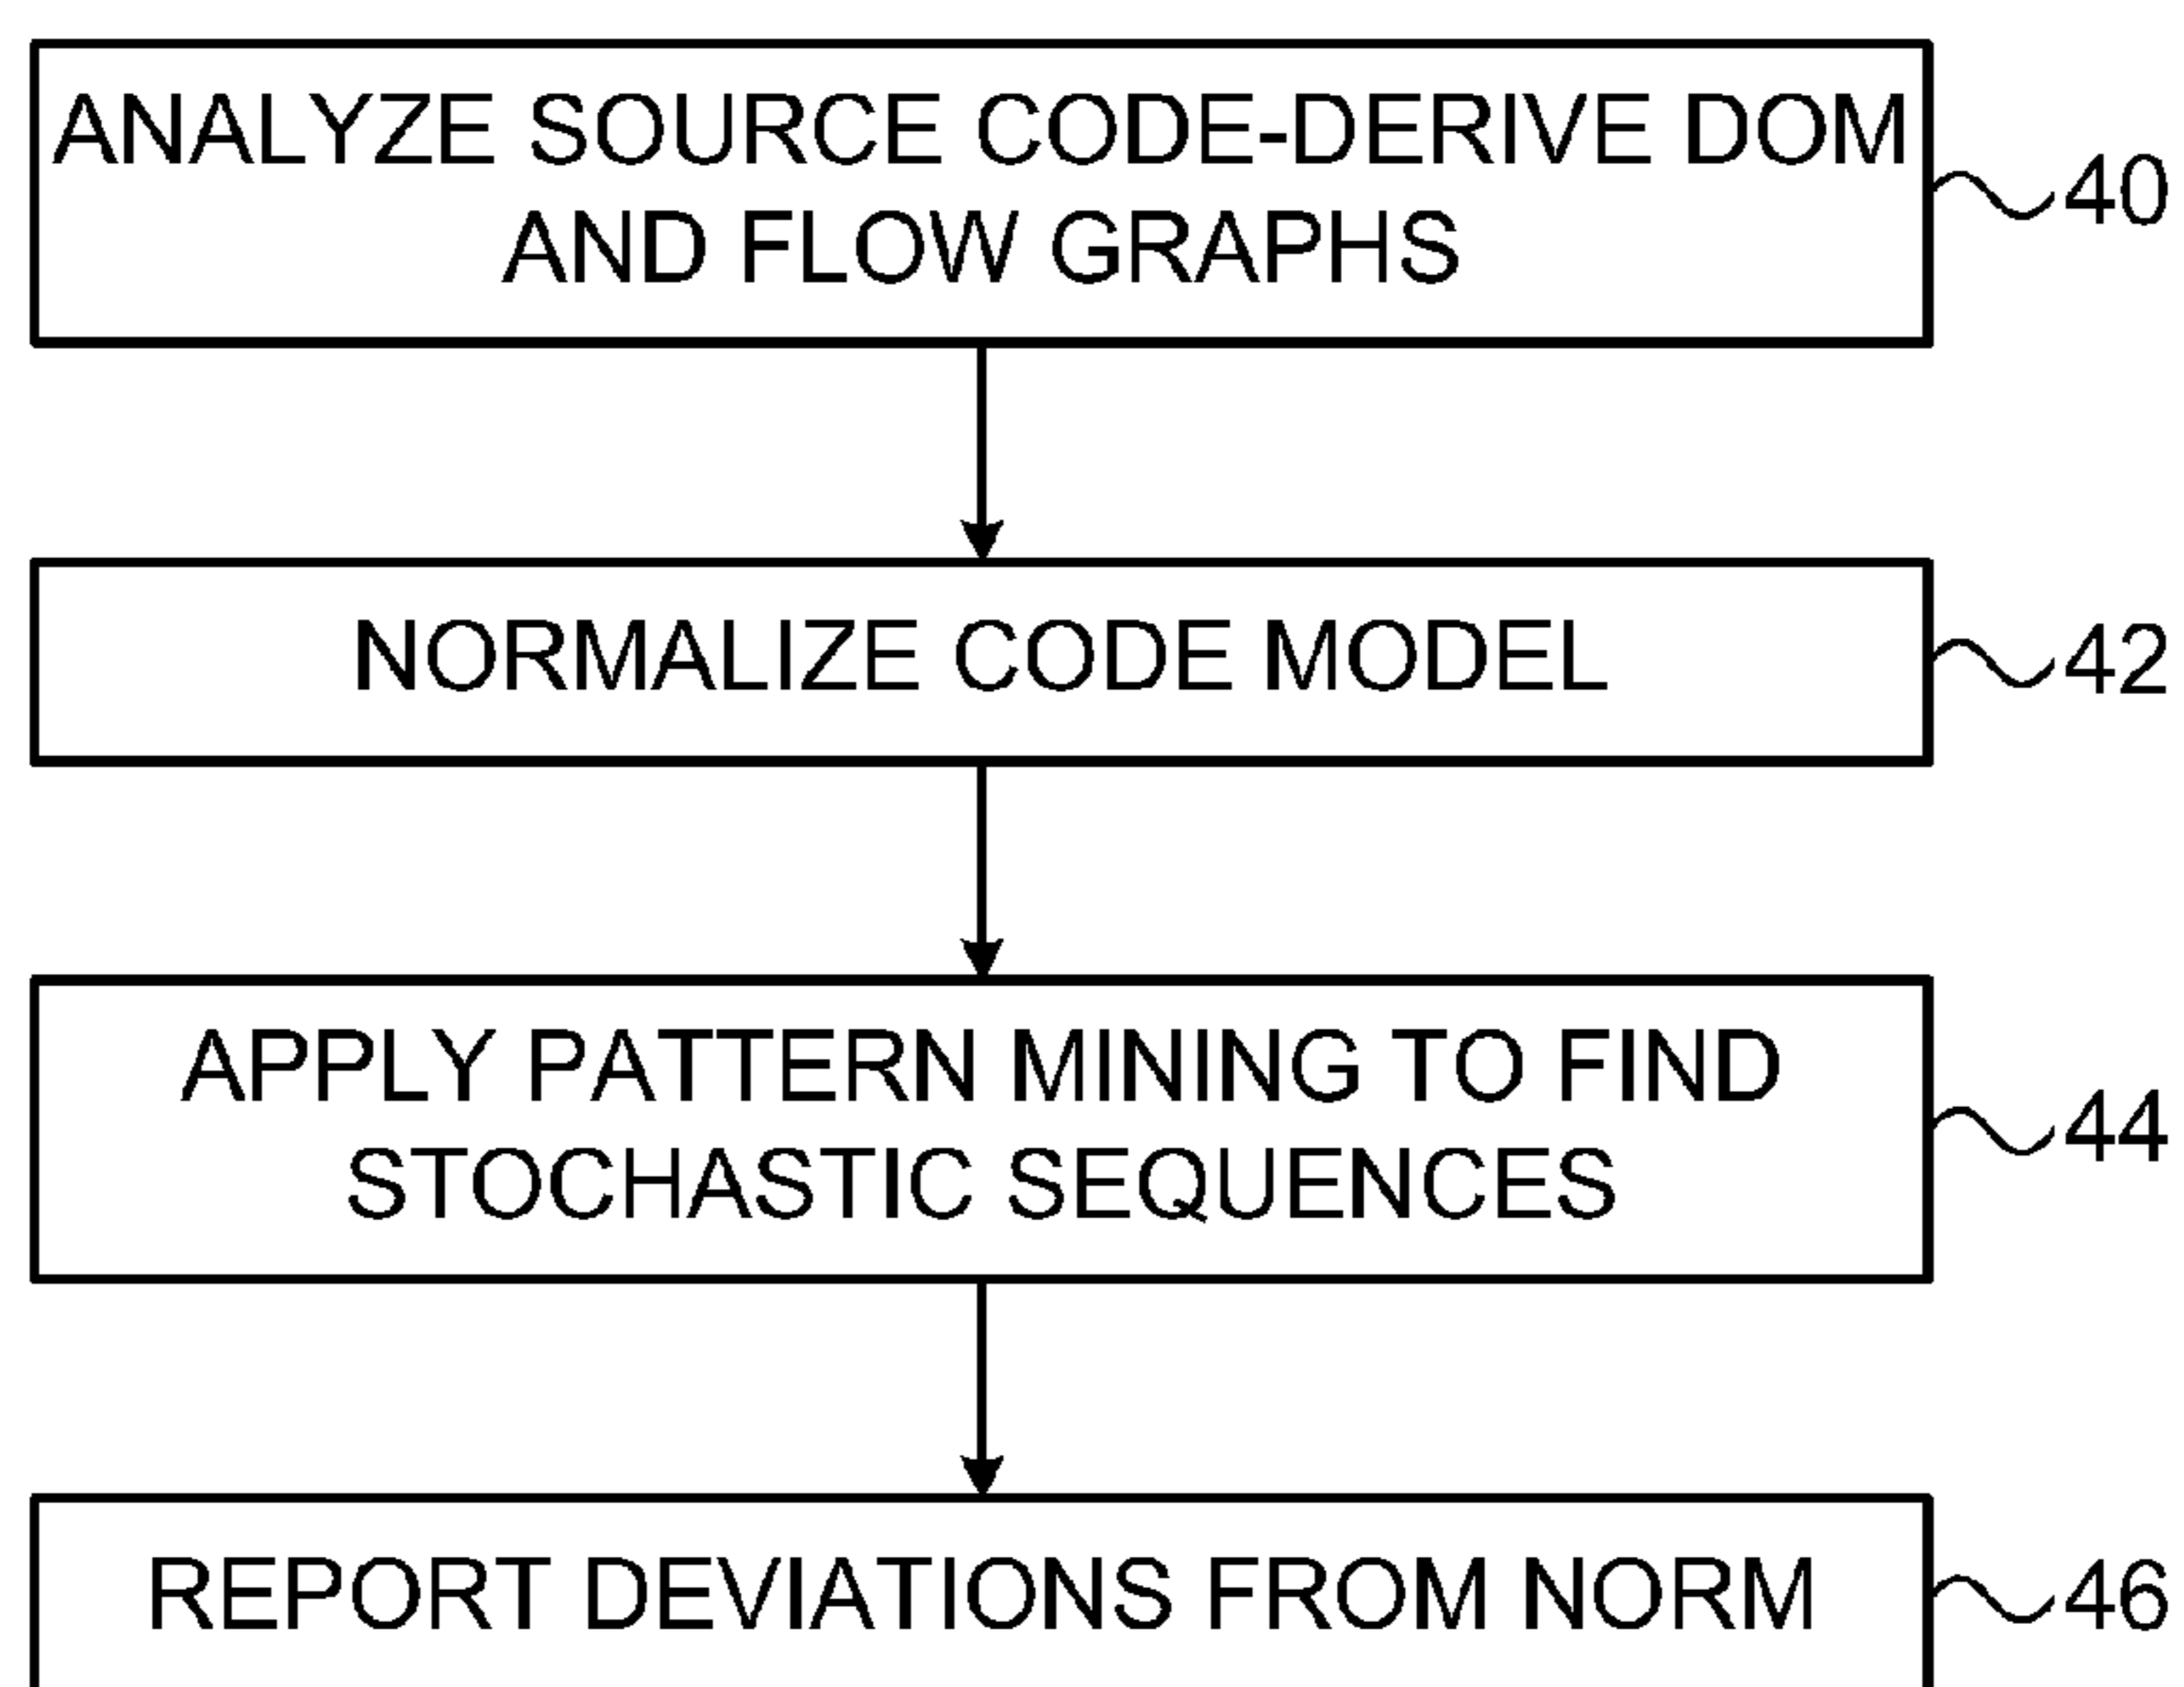 ANALYZE SOURCE CODE-DERIVE DOM
AND FLOW GRAPHS
40
NORMALIZE CODE MODEL
42
APPLY PATTERN MINING TO FIND
STOCHASTIC SEQUENCES
44
REPORT DEVIATIONS FROM NORM
46